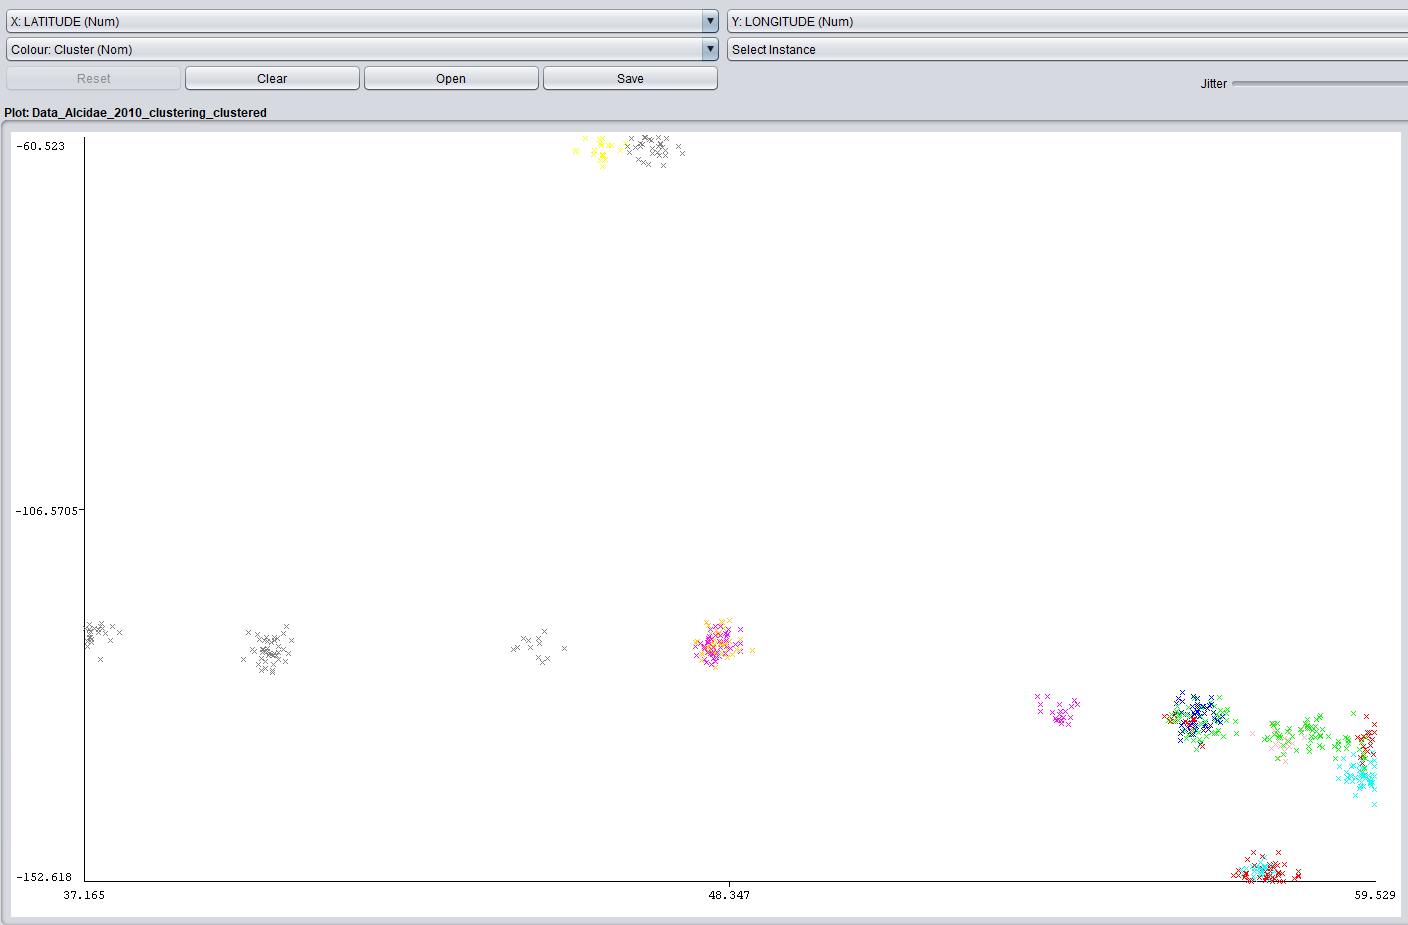 X: LATITUDE (Num)
Y: LONGITUDE (Num)
Colour: Cluster (Nom)
Select Instance
Reset
Clear
Open
Save
Jitter
Plot: Data_Alcidae_2010_clustering_clustered
-60.523
-106.5705
-152.618
37.165
48.347
59.529